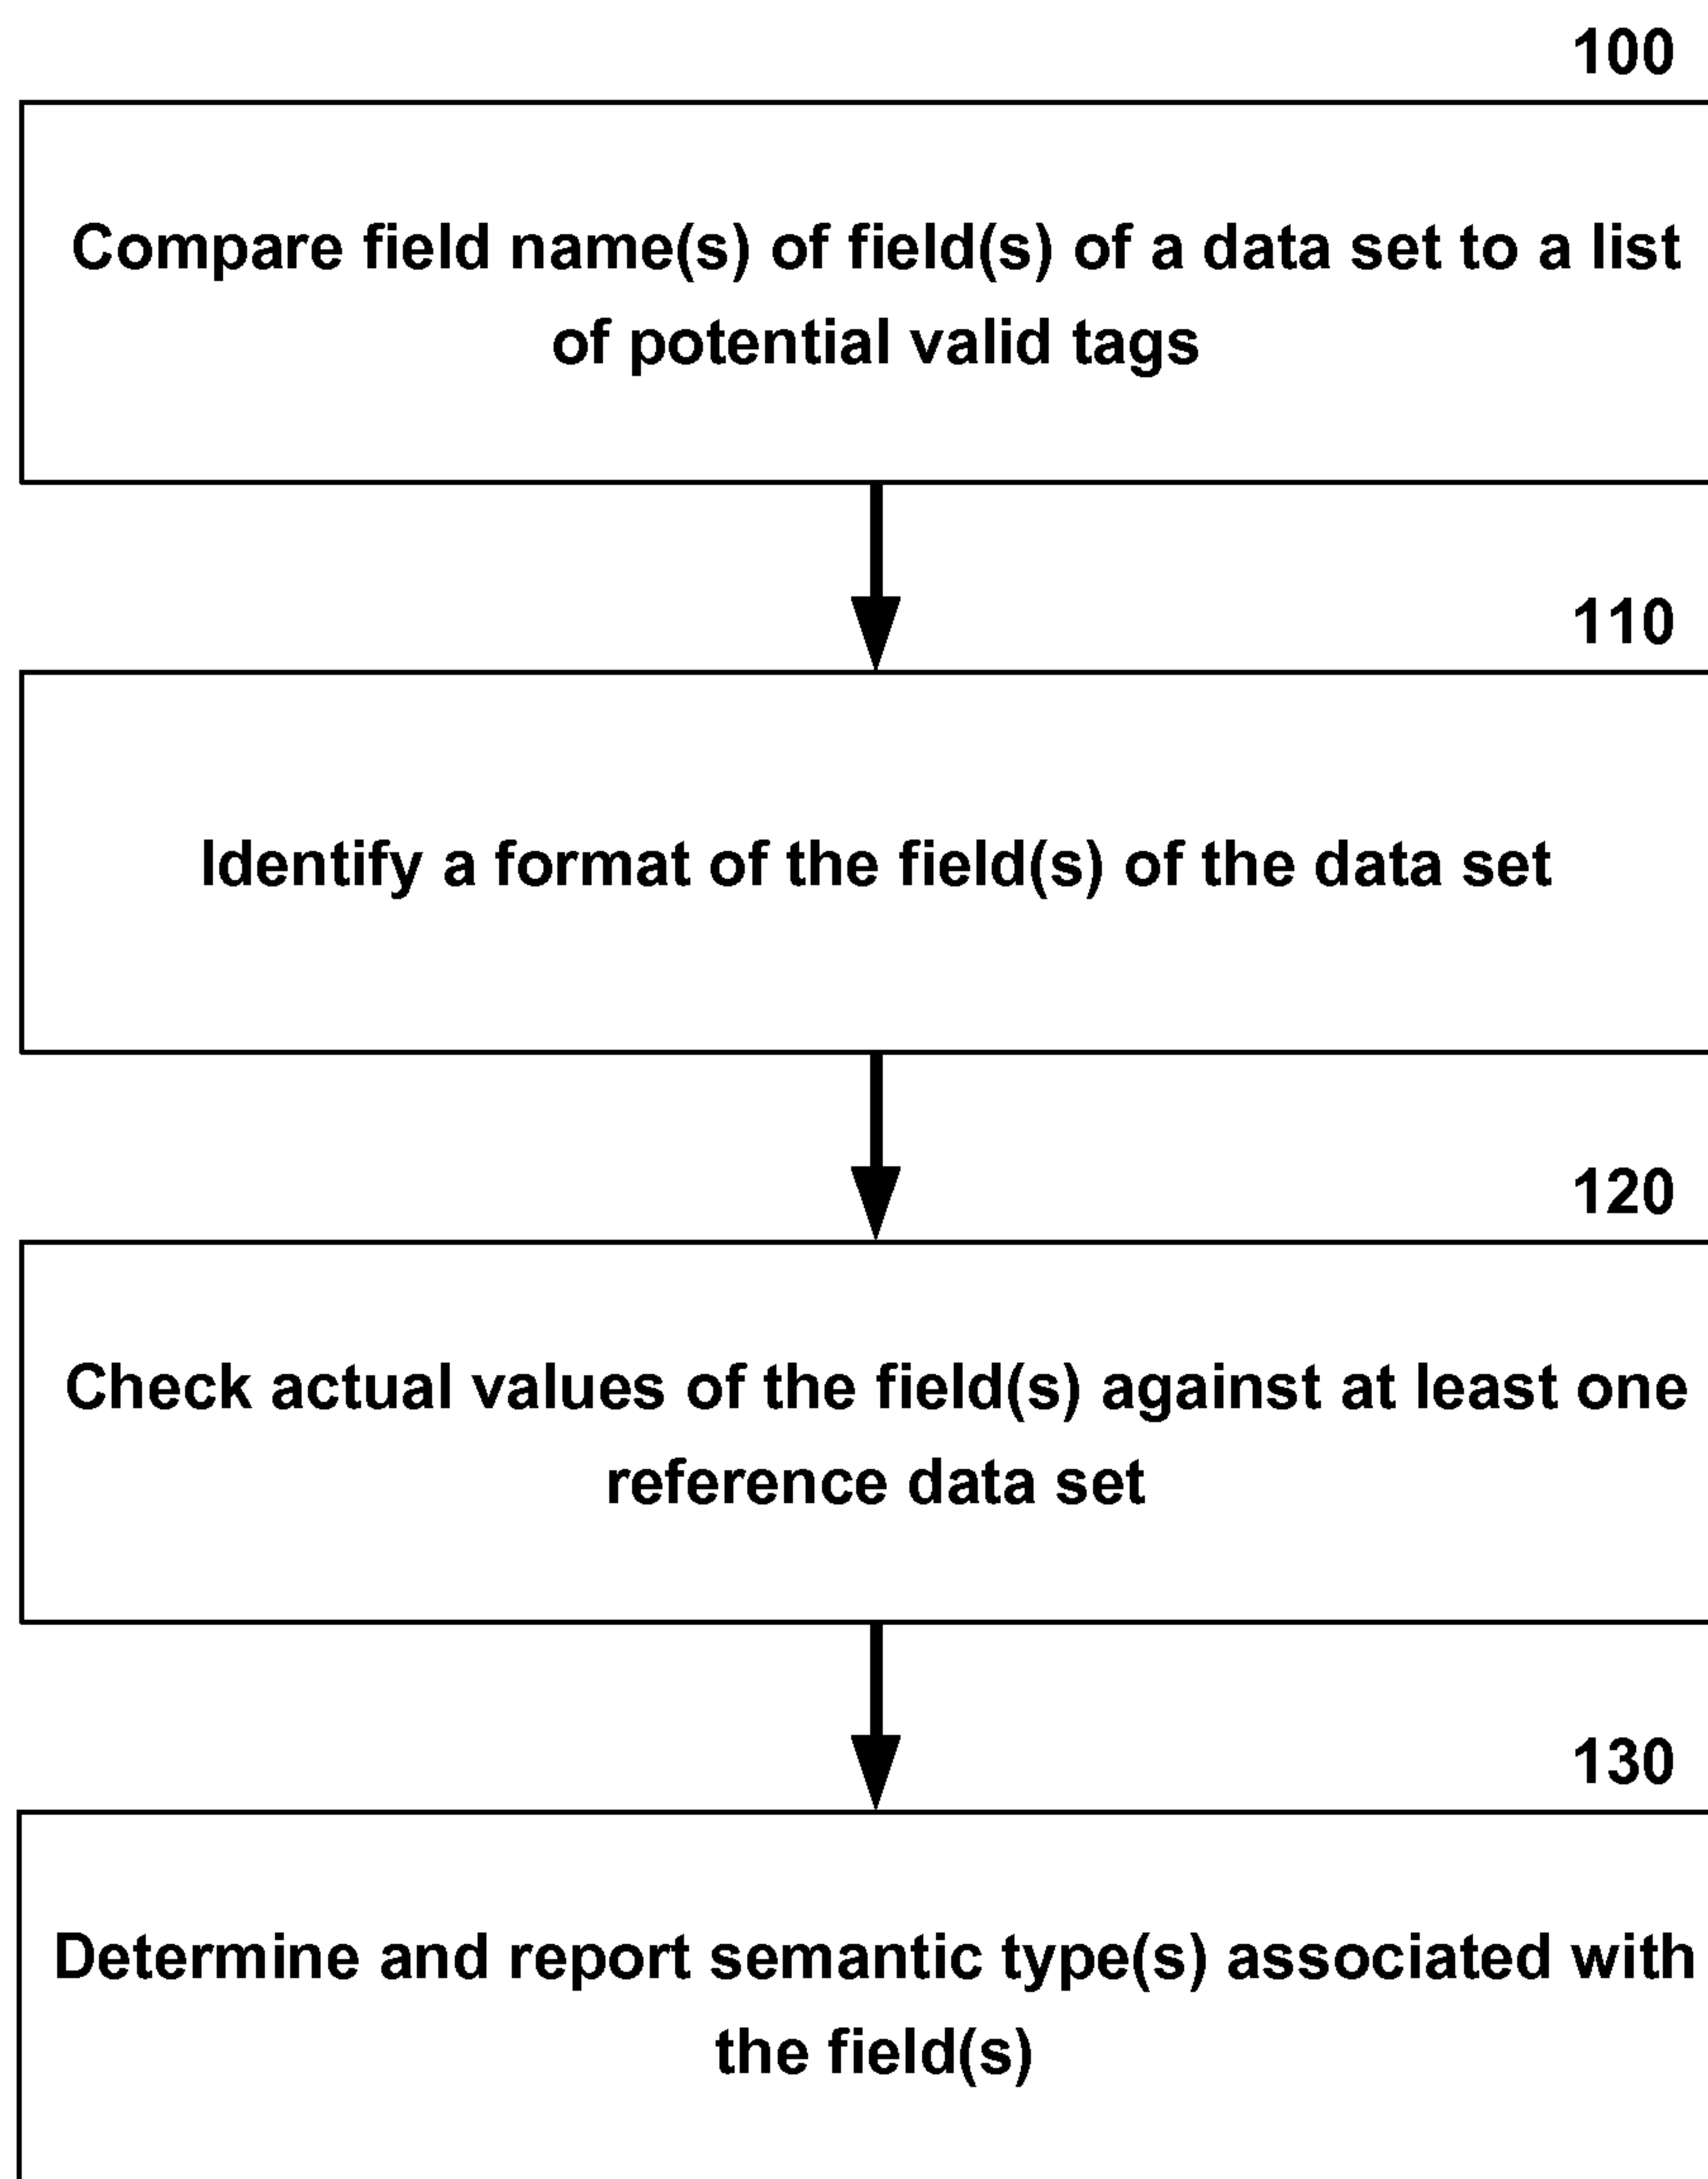 100
Compare field name(s) of field(s) of a data set to a list
of potential valid tags
110
Identify a format of the field(s) of the data set
120
Check actual values of the field(s) against at least one
reference data set
130
Determine and report semantic type(s) associated with
the field(s)